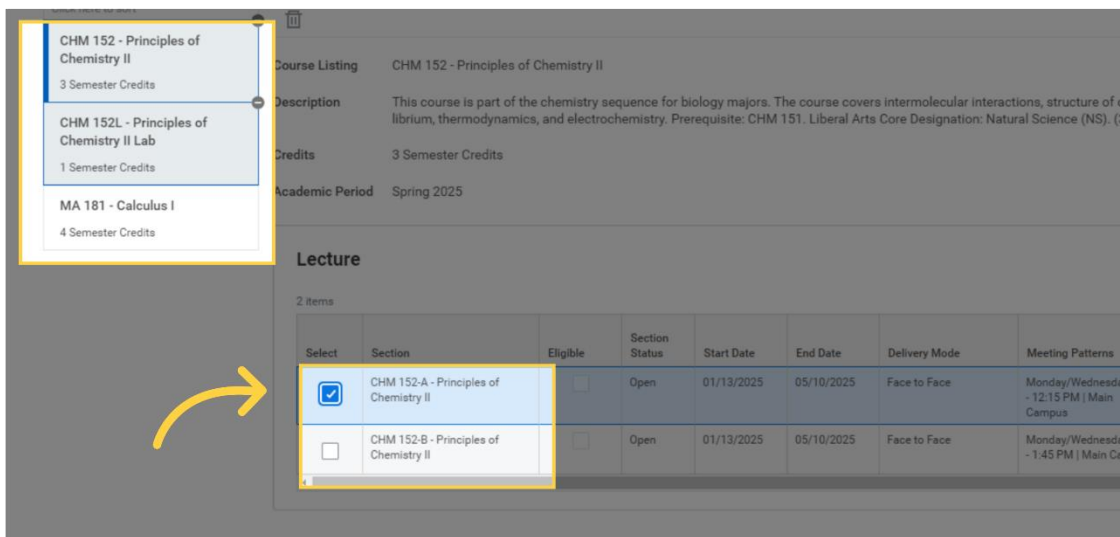 Click here to sort
CHM 152 - Principles of
Chemistry II
3 Semester Credits
CHM 152L - Principles of
Chemistry II Lab
1 Semester Credits
MA 181 - Calculus I
4 Semester Credits
Course Listing CHM 152 - Principles of Chemistry II
Description This course is part of the chemistry sequence for biology majors. The course covers intermolecular interactions, structure of
librium, thermodynamics, and electrochemistry. Prerequisite: CHM 151. Liberal Arts Core Designation: Natural Science (NS).
Credits 3 Semester Credits
Academic Period Spring 2025
Lecture
2 items
Select Section Eligible Section Status Start Date End Date Delivery Mode Meeting Patterns
CHM 152-A - Principles of Open 01/13/2025 05/10/2025 Face to Face Monday/Wednesda
Chemistry II - 12:15 PM | Main
Campus
CHM 152-B - Principles of Open 01/13/2025 05/10/2025 Face to Face Monday/Wednesda
Chemistry II - 1:45 PM | Main Ca